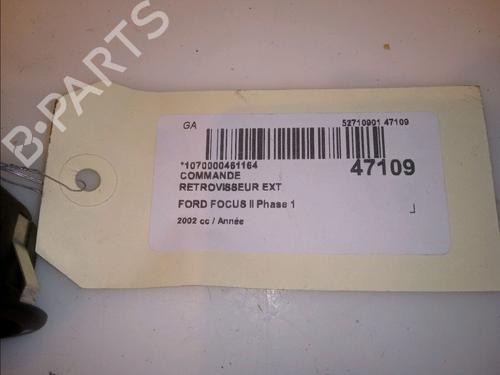 B-PARTS
GA 52710901 47109
*1070000461164 47109
COMMANDE
RETROVISSEUR EXT
FORD FOCUS II Phase 1
2002 cc / Année